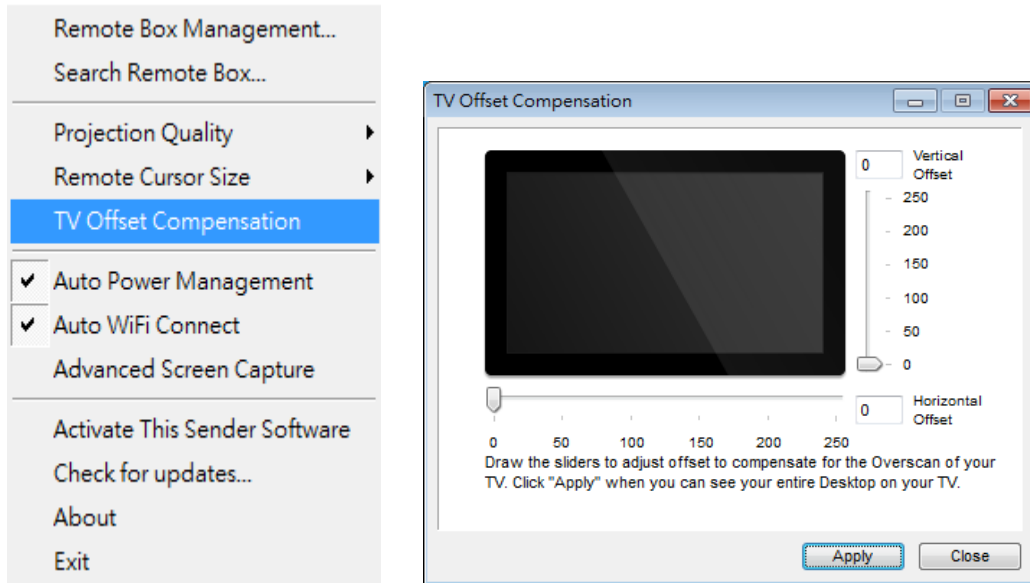 Remote Box Management...
Search Remote Box...
Projection Quality
Remote Cursor Size
TV Offset Compensation
Auto Power Management
Auto WiFi Connect
Advanced Screen Capture
Activate This Sender Software
Check for updates...
About
Exit
TV Offset Compensation
0
Vertical
Offset
250
200
150
100
50
0
0
Horizontal
Offset
0 50 100 150 200 250
Draw the sliders to adjust offset to compensate for the Overscan of your
TV. Click "Apply" when you can see your entire Desktop on your TV.
Apply Close